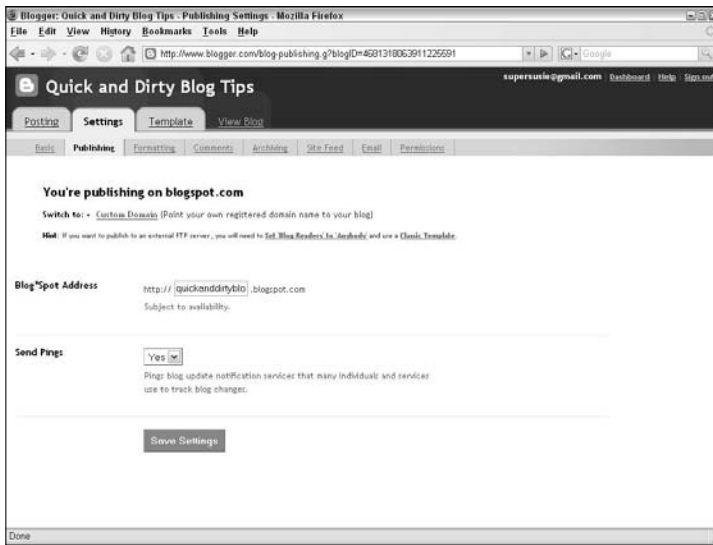 Blogger: Quick and Dirty Blog Tips - Publishing Settings - Mozilla Firefox
File Edit View History Bookmarks Tools Help
http://www.blogger.com/blog-publishing.g?blogID=4681318063911225691
Google
Quick and Dirty Blog Tips
supersusie@gmail.com Dashboard Help Sign out
Posting Settings Template View Blog
Basic Publishing Formatting Comments Archiving Site Feed Email Permissions
You're publishing on blogspot.com
Switch to: • Custom Domain (Point your own registered domain name to your blog)
Hint: If you want to publish to an external FTP server, you will need to Set 'Blog Readers' to 'Anybody' and use a Classic Template.
Blog*Spot Address
http:// quickanddirtyblo .blogspot.com
Subject to availability.
Send Pings
Yes
Pings blog update notification services that many individuals and services
use to track blog changes.
Save Settings
Done